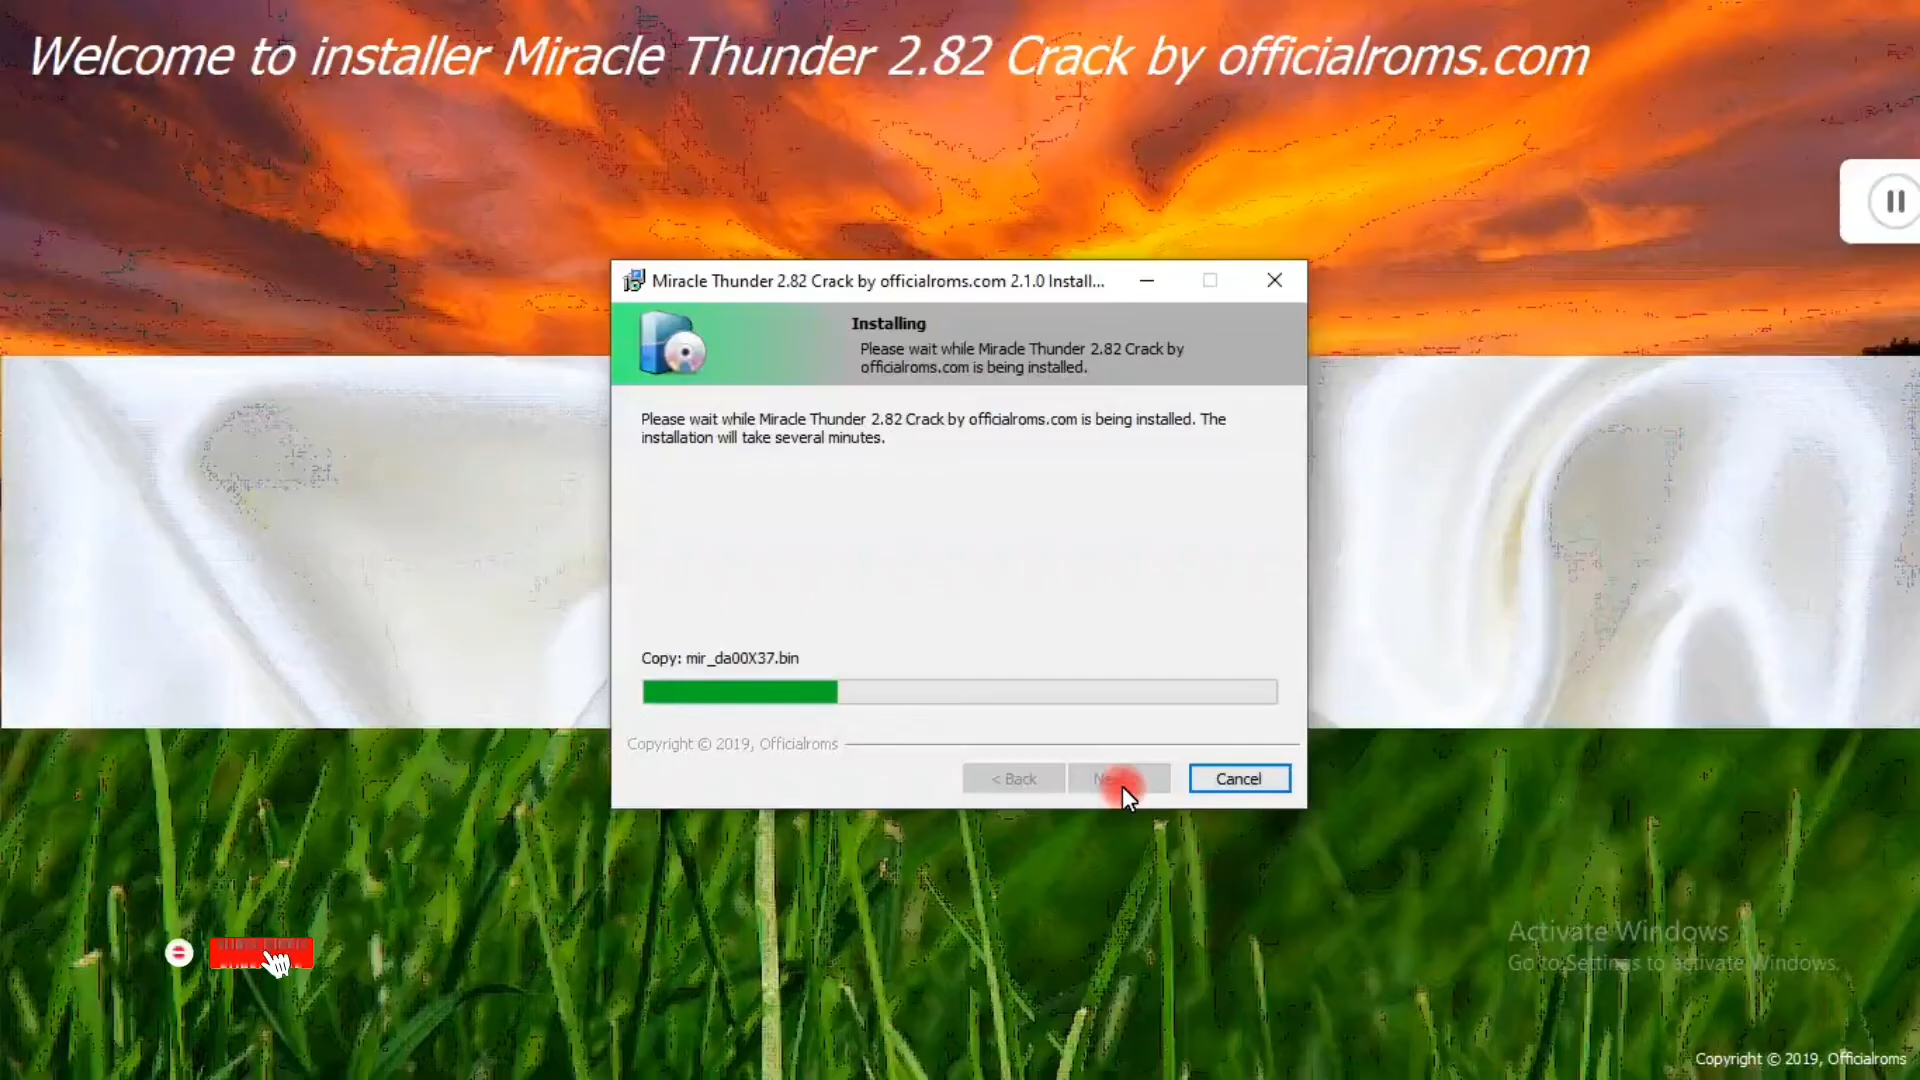 Welcome to installer Miracle Thunder 2.82 Crack by officialroms.com
Miracle Thunder 2.82 Crack by officialroms.com 2.1.0 Install...
Installing
Please wait while Miracle Thunder 2.82 Crack by
officialroms.com is being installed.
Please wait while Miracle Thunder 2.82 Crack by officialroms.com is being installed. The
installation will take several minutes.
Copy: mir_da00X37.bin
Copyright © 2019, Officialroms
< Back
Cancel
Activate Windows
Go to Settings to activate Windows.
Copyright © 2019, Officialroms